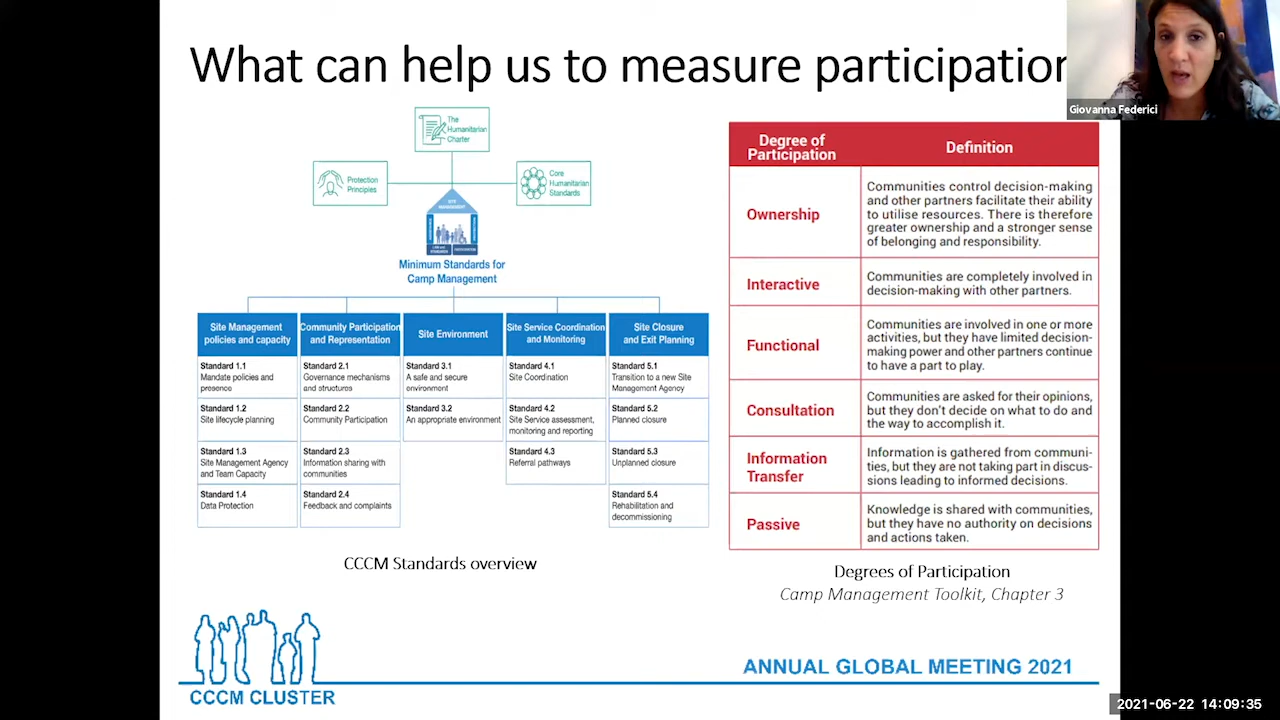 What can help us to measure participation
Giovanna Federici
The
Humanitarian
Charter
Protection
Principles
Core
Humanitarian
Standards
SITE
MANAGEMENT
Minimum Standards for
Camp Management
Site Management
policies and capacity
Standard 1.1
Mandate policies and
presence
Standard 1.2
Site lifecycle planning
Standard 1.3
Site Management Agency
and Team Capacity
Standard 1.4
Data Protection
Community Participation
and Representation
Standard 2.1
Governance mechanisms
and structures
Standard 2.2
Community Participation
Standard 2.3
Information sharing with
communities
Standard 2.4
Feedback and complaints
Site Environment
Standard 3.1
A safe and secure
environment
Standard 3.2
An appropriate environment
Site Service Coordination
and Monitoring
Standard 4.1
Site Coordination
Standard 4.2
Site Service assessment,
monitoring and reporting
Standard 4.3
Referral pathways
Site Closure
and Exit Planning
Standard 5.1
Transition to a new Site
Management Agency
Standard 5.2
Planned closure
Standard 5.3
Unplanned closure
Standard 5.4
Rehabilitation and
decommissioning
CCCM Standards overview
Degree of
Participation
Definition
Ownership
Communities control decision-making
and other partners facilitate their ability
to utilise resources. There is therefore
greater ownership and a stronger sense
of belonging and responsibility.
Interactive
Communities are completely involved in
decision-making with other partners.
Functional
Communities are involved in one or more
activities, but they have limited decision-
making power and other partners continue
to have a part to play.
Consultation
Communities are asked for their opinions,
but they don't decide on what to do and
the way to accomplish it.
Information
Transfer
Information is gathered from communi-
ties, but they are not taking part in discus-
sions leading to informed decisions.
Passive
Knowledge is shared with communities,
but they have no authority on decisions
and actions taken.
Degrees of Participation
Camp Management Toolkit, Chapter 3
CCCM CLUSTER
ANNUAL GLOBAL MEETING 2021
2021-06-22 14:09:35